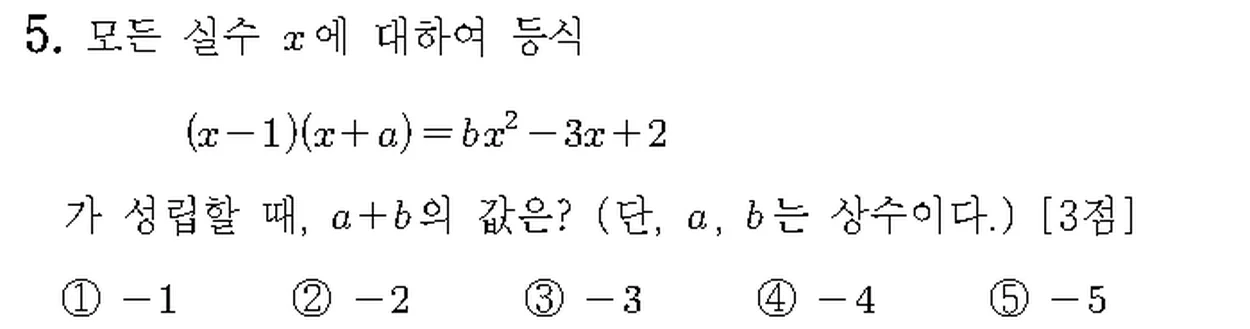 5. 모든 실수 x에 대하여 등식
(x-1)(x+a)=bx²-3x+2
가 성립할 때, a+b의 값은? (단, a, b는 상수이다.) [3점]
① -1 ② -2 ③ -3 ④ -4 ⑤ -5